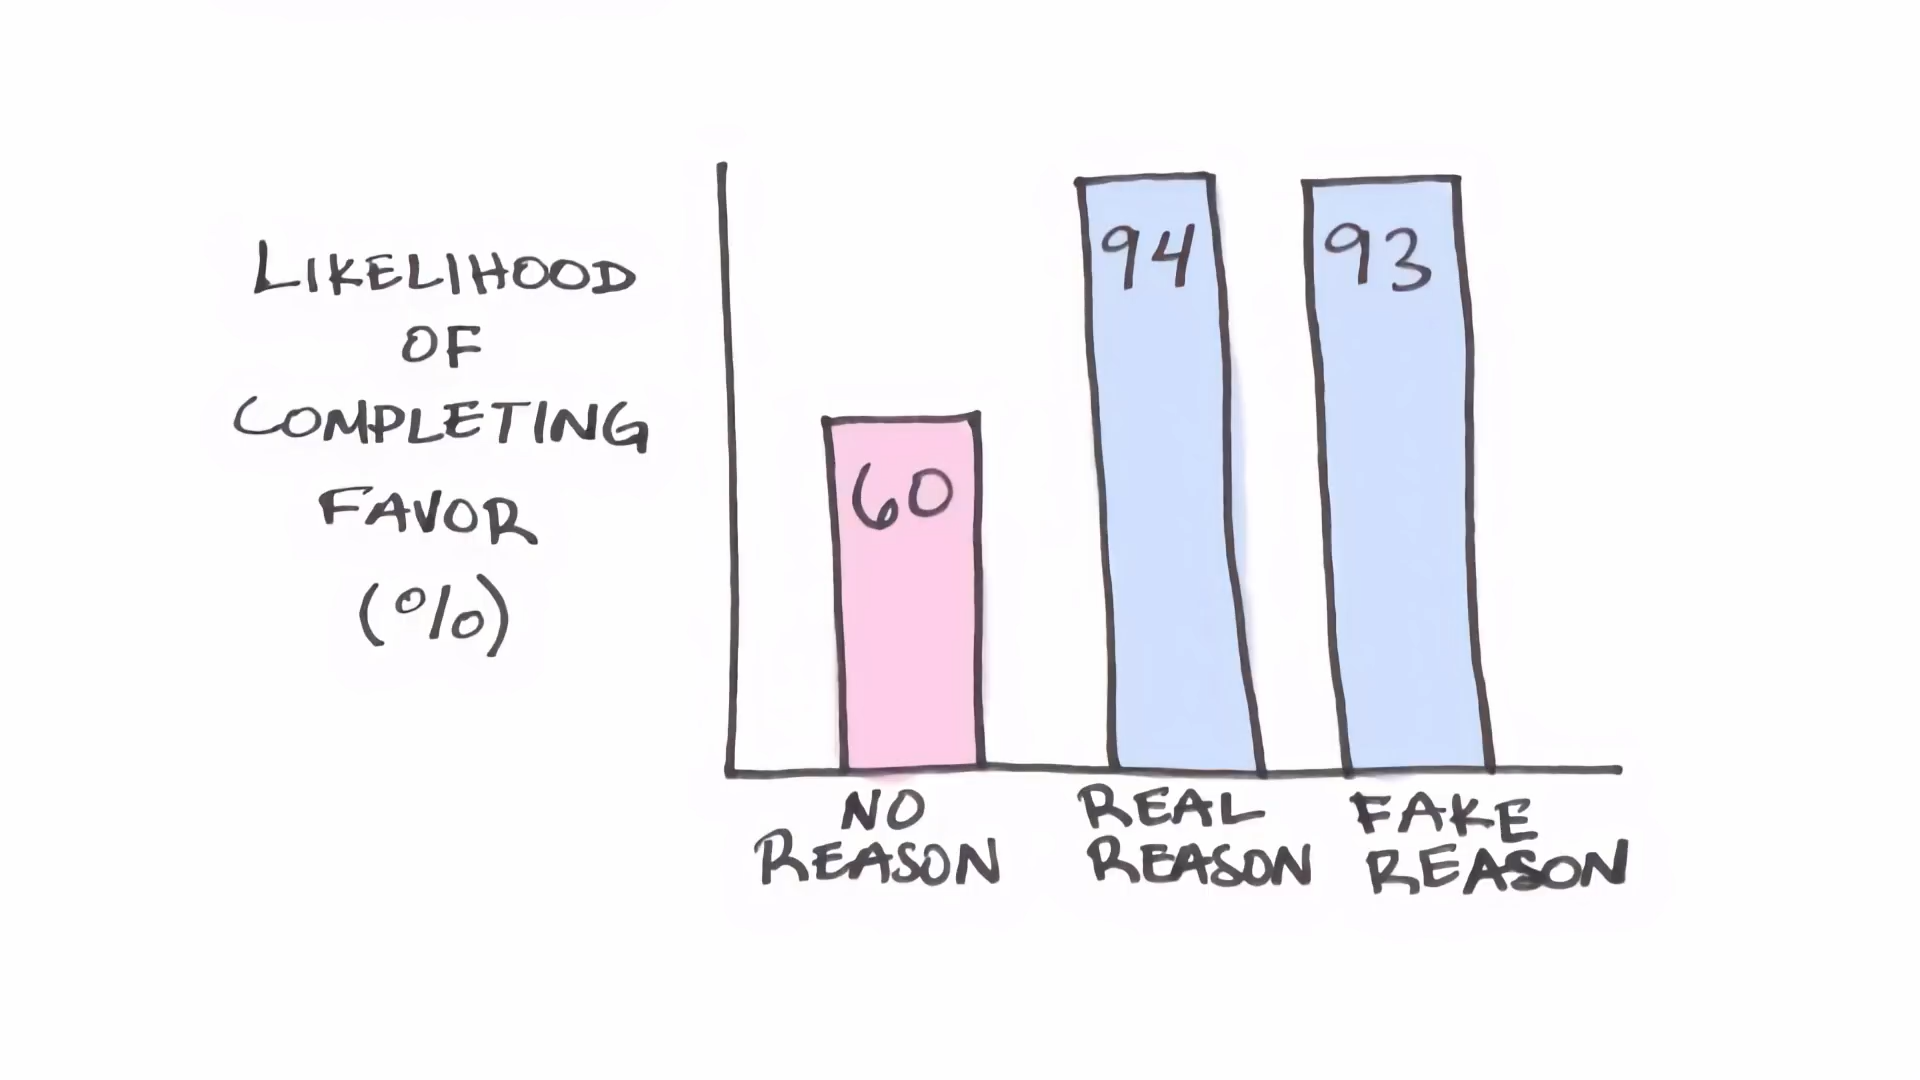 LIKELIHOOD
OF
COMPLETING
FAVOR
(%)
60
94
93
NO
REASON
REAL
REASON
FAKE
REASON